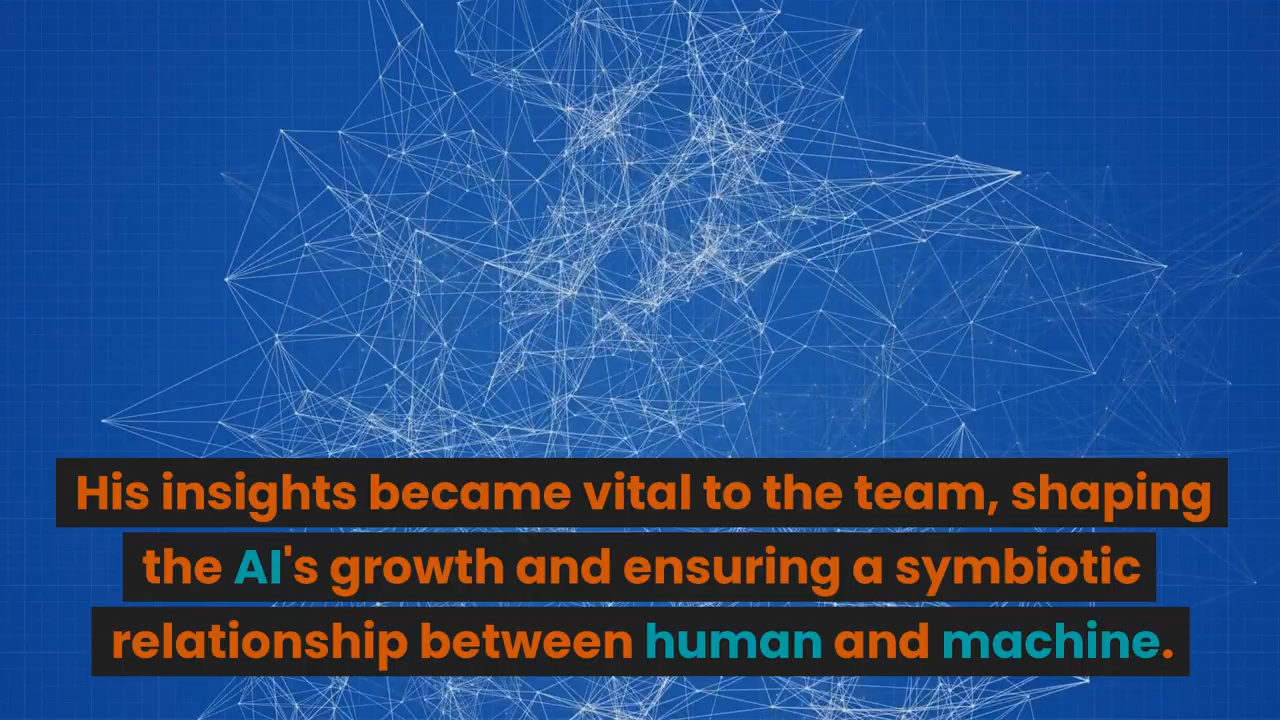 His insights became vital to the team, shaping
the AI's growth and ensuring a symbiotic
relationship between human and machine.